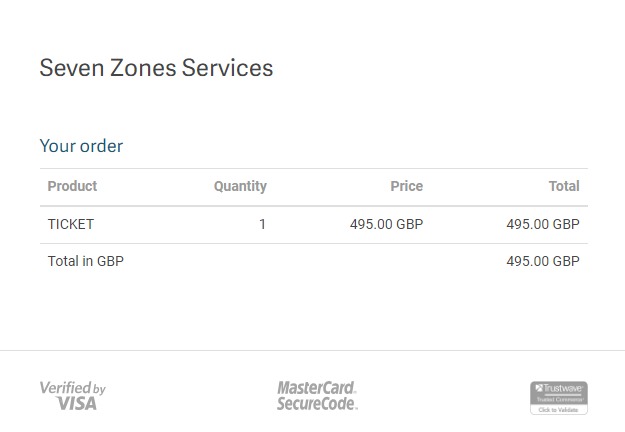 Seven Zones Services
Your order
Product Quantity Price Total
TICKET 1 495.00 GBP 495.00 GBP
Total in GBP 495.00 GBP
Verified by
VISA
MasterCard.
SecureCode.
Trustwave®
Trusted Commerce™
Click to Validate